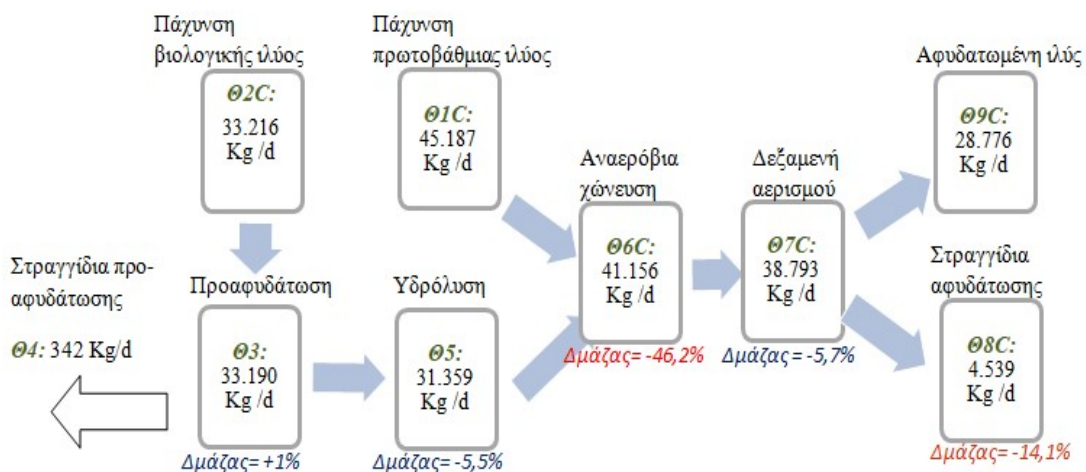 Πάχυνση
βιολογικής ιλύος
Θ2C:
33.216
Kg /d
Πάχυνση
πρωτοβάθμιας ιλύος
Θ1C:
45.187
Kg /d
Αφυδατωμένη ιλύς
Θ9C:
28.776
Kg /d
Αναερόβια
χώνευση
Θ6C:
41.156
Kg /d
Δμάζας= -46,2%
Δεξαμενή
αερισμού
Θ7C:
38.793
Kg /d
Δμάζας= -5,7%
Στραγγίδια προ-
αφυδάτωσης
Θ4: 342 Kg/d
Προαφυδάτωση
Θ3:
33.190
Kg /d
Δμάζας= +1%
Υδρόλυση
Θ5:
31.359
Kg /d
Δμάζας= -5,5%
Στραγγίδια
αφυδάτωσης
Θ8C:
4.539
Kg /d
Δμάζας= -14,1%